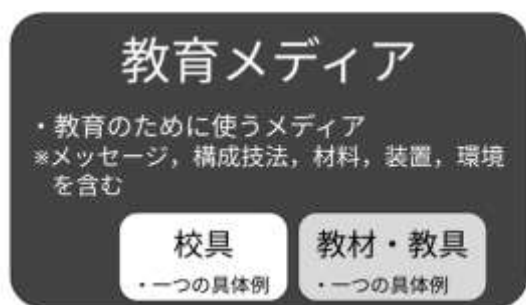 教育メディア
・教育のために使うメディア
※メッセージ，構成技法，材料，装置，環境
を含む
校具
・一つの具体例
教材・教具
・一つの具体例